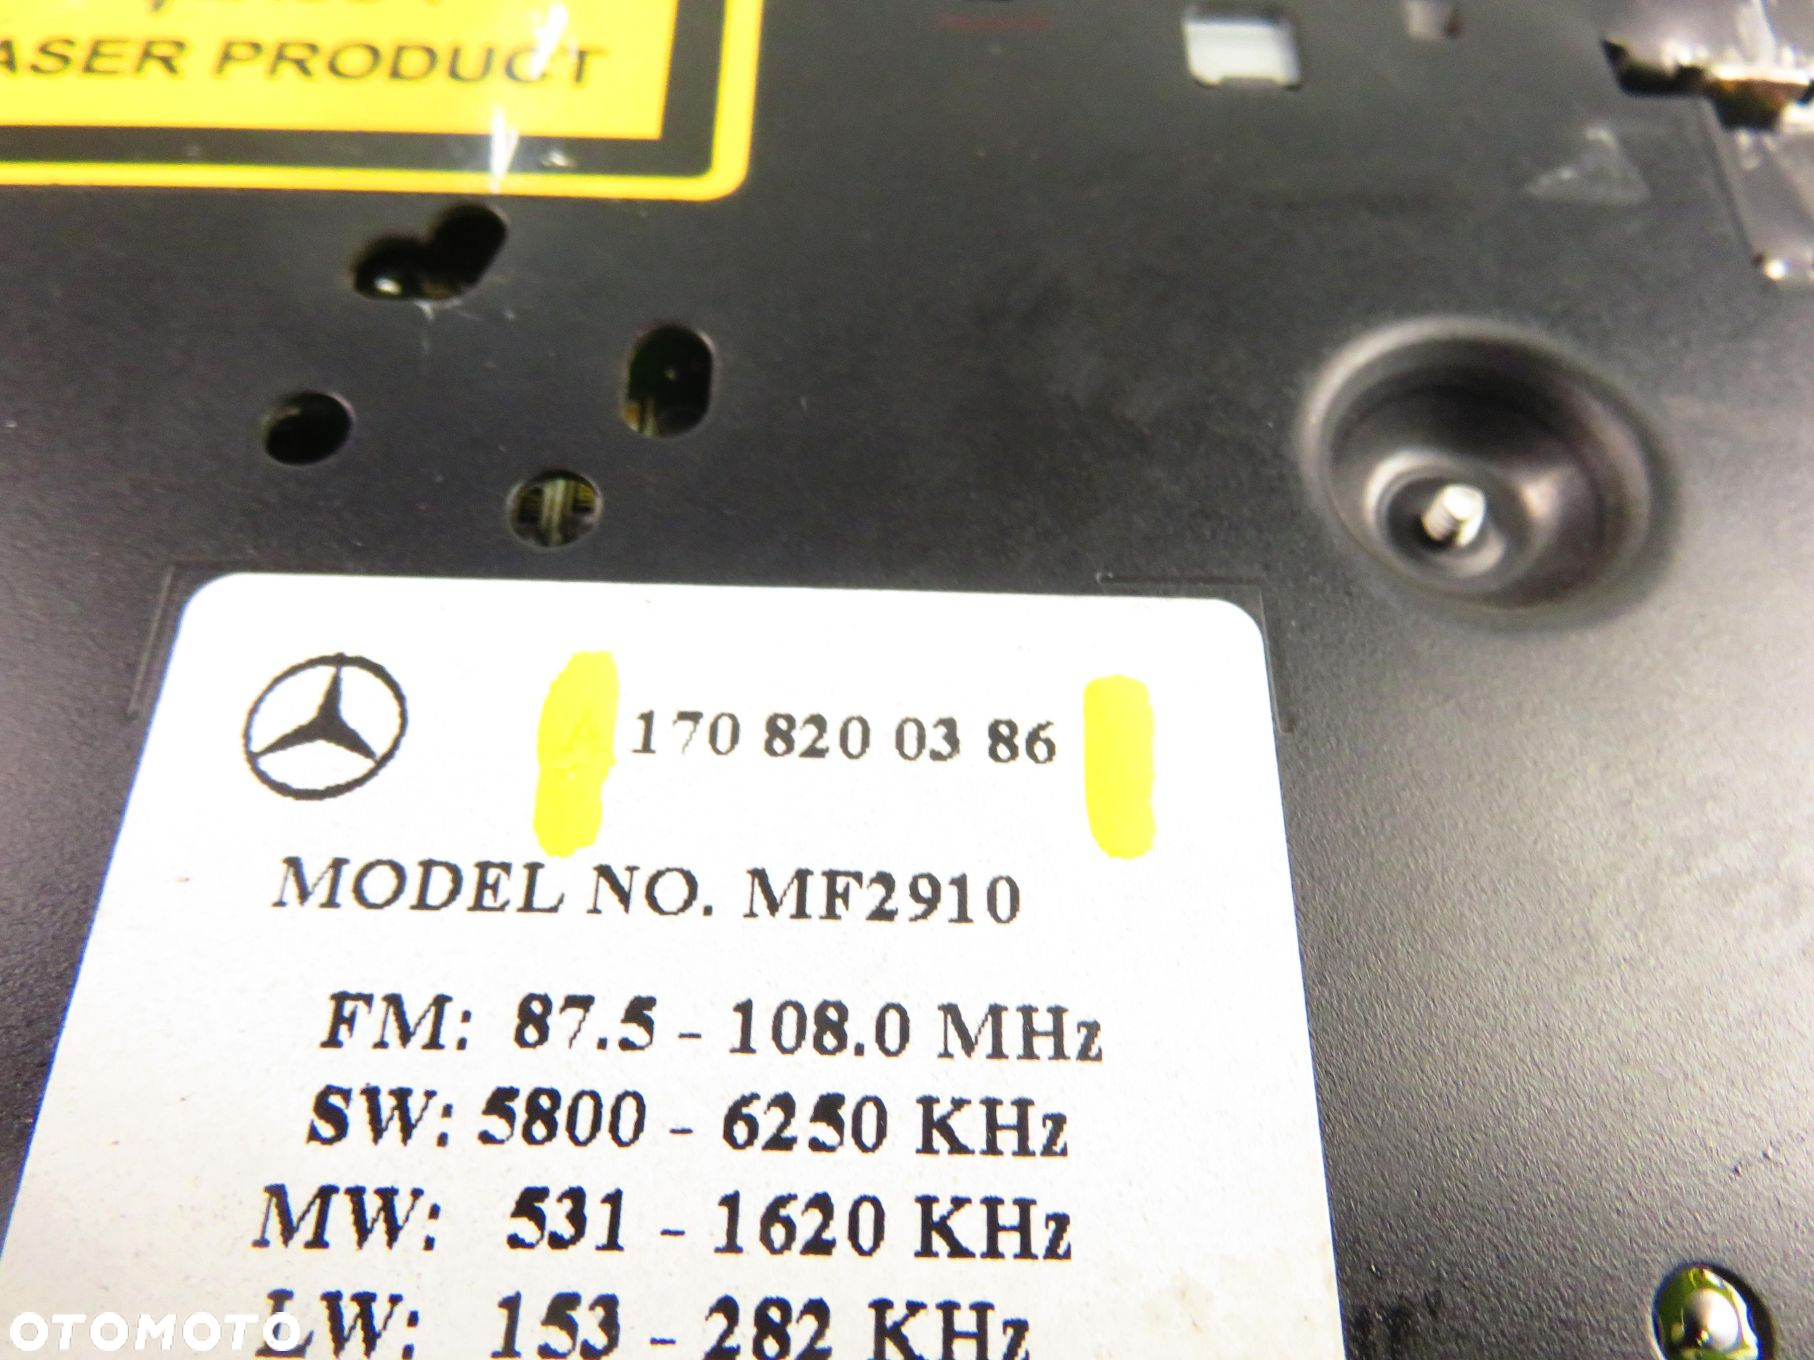 ASER PRODUCT
A 170 820 03 86
MODEL NO. MF2910
FM: 87.5 - 108.0 MHz
SW: 5800 - 6250 KHz
MW: 531 - 1620 KHz
LW: 153 - 282 KHz
OTOMOTO